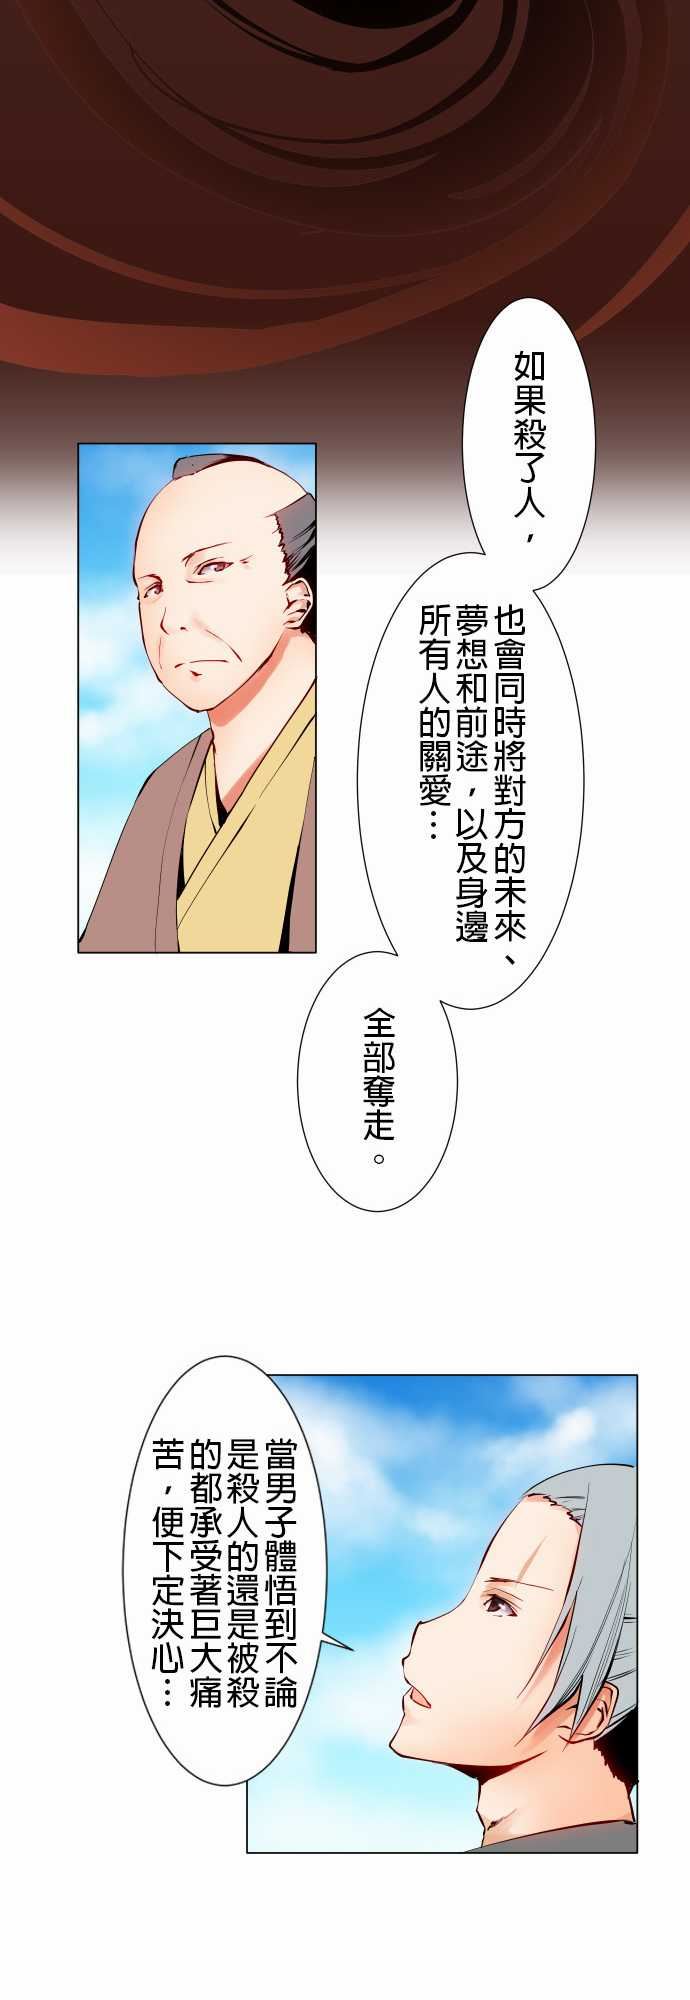 如果殺了人，
也會同時將對方的未來、
夢想和前途，以及身邊
所有人的關愛…
全部奪走。
當男子體悟到不論
是殺人的還是被殺
的都承受著巨大痛
苦，便下定決心…